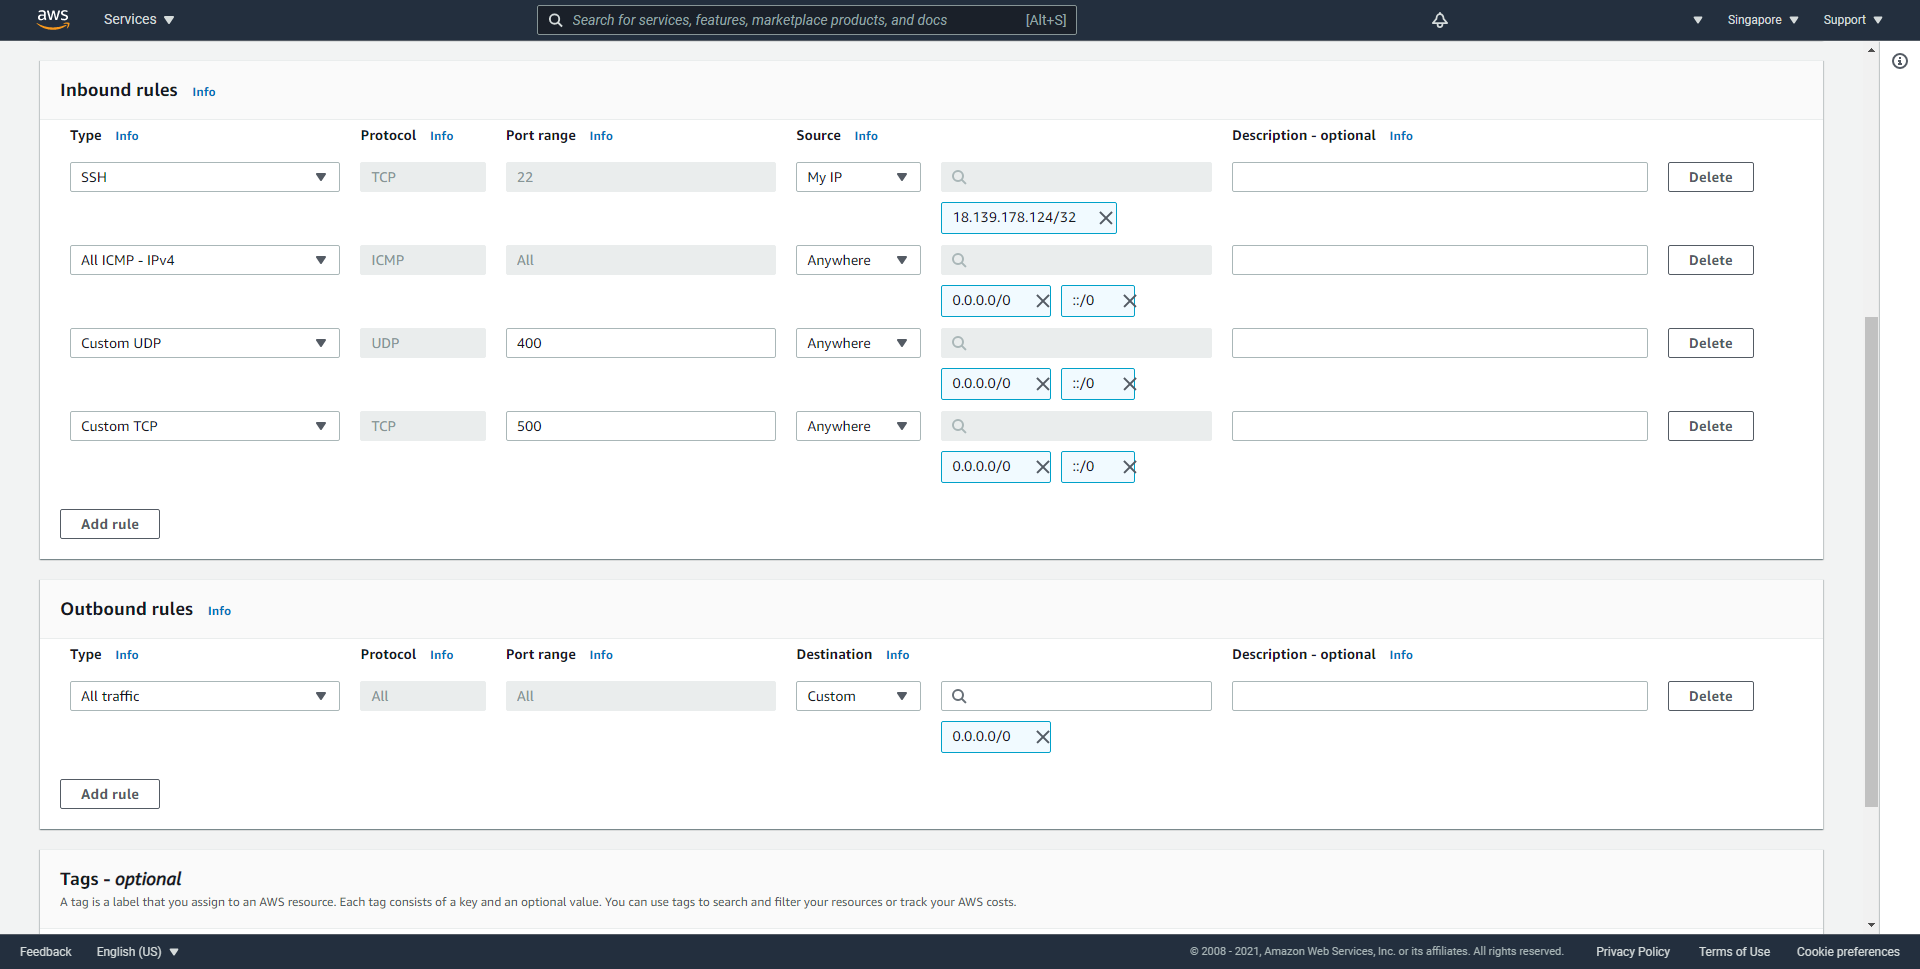 aws Services Search for services, features, marketplace products, and docs [Alt+S] Singapore Support
Inbound rules Info
Type Info Protocol Info Port range Info Source Info Description - optional Info
SSH TCP 22 My IP Delete
18.139.178.124/32
All ICMP - IPv4 ICMP All Anywhere Delete
0.0.0.0/0 ::/0
Custom UDP UDP 400 Anywhere Delete
0.0.0.0/0 ::/0
Custom TCP TCP 500 Anywhere Delete
0.0.0.0/0 ::/0
Add rule
Outbound rules Info
Type Info Protocol Info Port range Info Destination Info Description - optional Info
All traffic All All Custom Delete
0.0.0.0/0
Add rule
Tags - optional
A tag is a label that you assign to an AWS resource. Each tag consists of a key and an optional value. You can use tags to search and filter your resources or track your AWS costs.
Feedback English (US) © 2008 - 2021, Amazon Web Services, Inc. or its affiliates. All rights reserved. Privacy Policy Terms of Use Cookie preferences